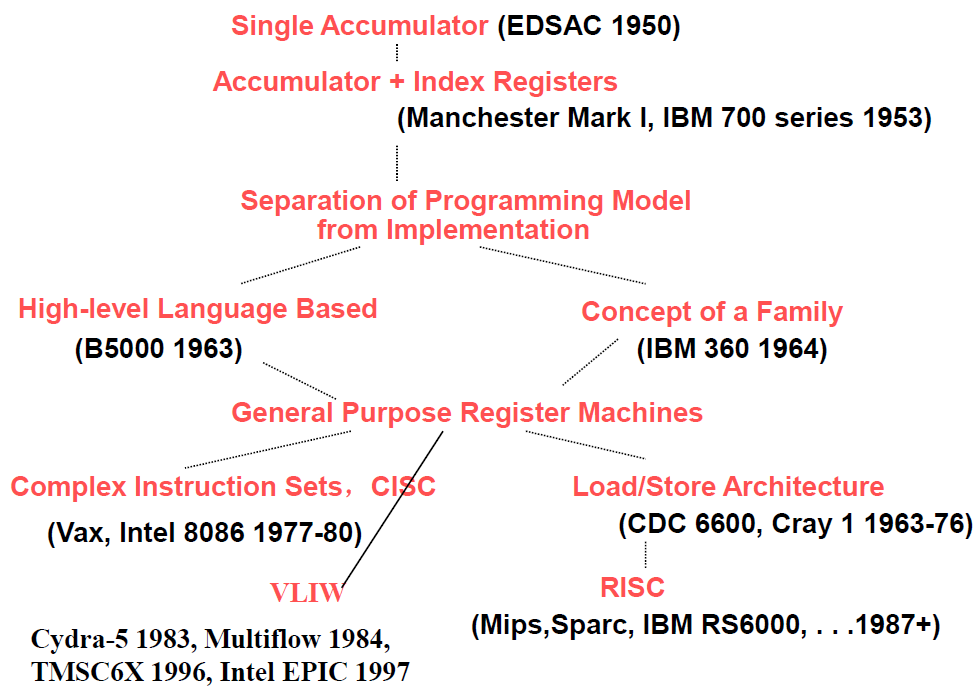 Single Accumulator (EDSAC 1950)
Accumulator + Index Registers
(Manchester Mark I, IBM 700 series 1953)
Separation of Programming Model
from Implementation
High-level Language Based
(B5000 1963)
Concept of a Family
(IBM 360 1964)
General Purpose Register Machines
Complex Instruction Sets，CISC
(Vax, Intel 8086 1977-80)
Load/Store Architecture
(CDC 6600, Cray 1 1963-76)
VLIW
Cydra-5 1983, Multiflow 1984,
TMSC6X 1996, Intel EPIC 1997
RISC
(Mips,Sparc, IBM RS6000, . . .1987+)